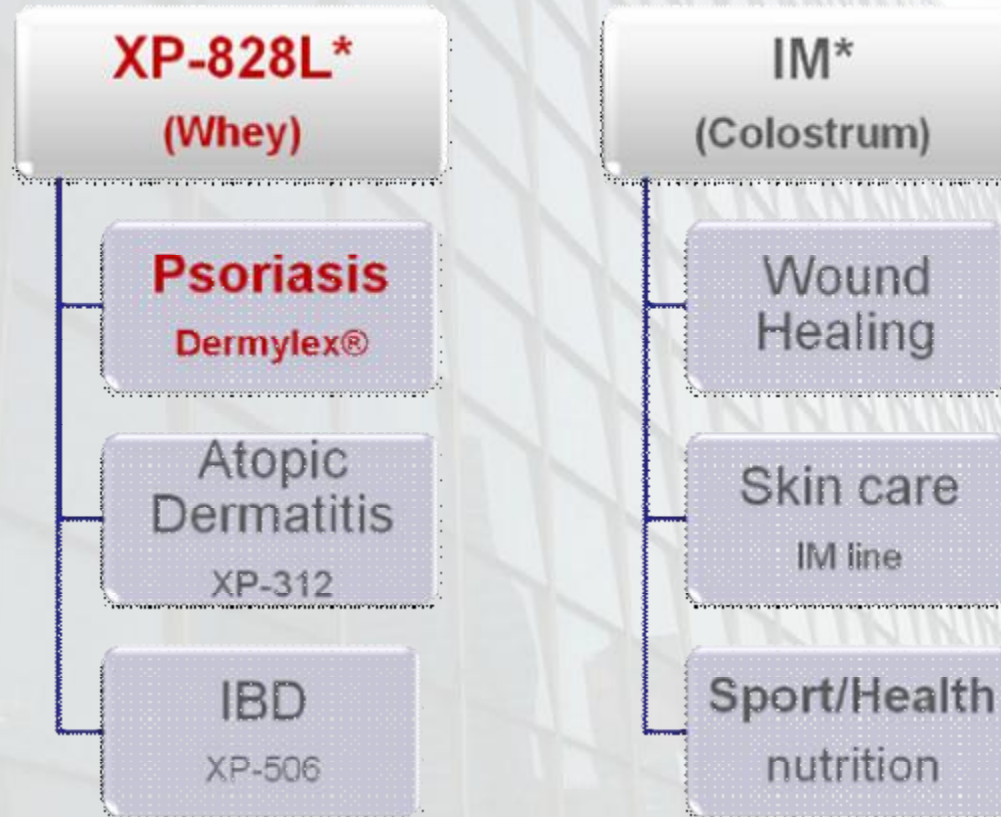 XP-828L*
(Whey)
Psoriasis
Dermylex®
Atopic
Dermatitis
XP-312
IBD
XP-506
IM*
(Colostrum)
Wound
Healing
Skin care
IM line
Sport/Health
nutrition